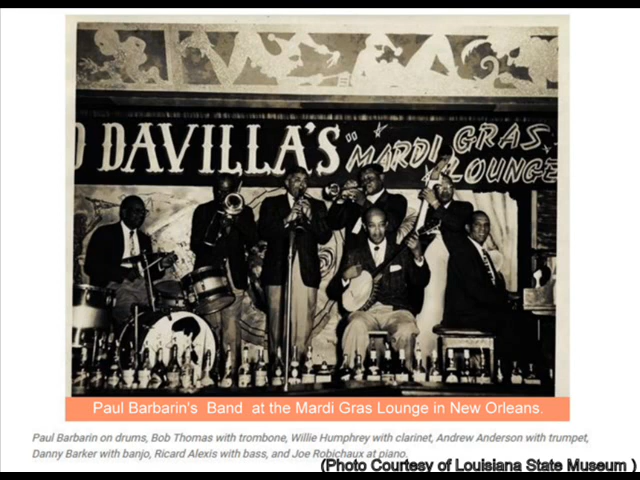 D DAVILLA'S MARDI GRAS
LOUNGE
Paul Barbarin's Band at the Mardi Gras Lounge in New Orleans.
Paul Barbarin on drums, Bob Thomas with trombone, Willie Humphrey with clarinet, Andrew Anderson with trumpet,
Danny Barker with banjo, Ricard Alexis with bass, and Joe Robichaux at piano.
(Photo Courtesy of Louisiana State Museum )